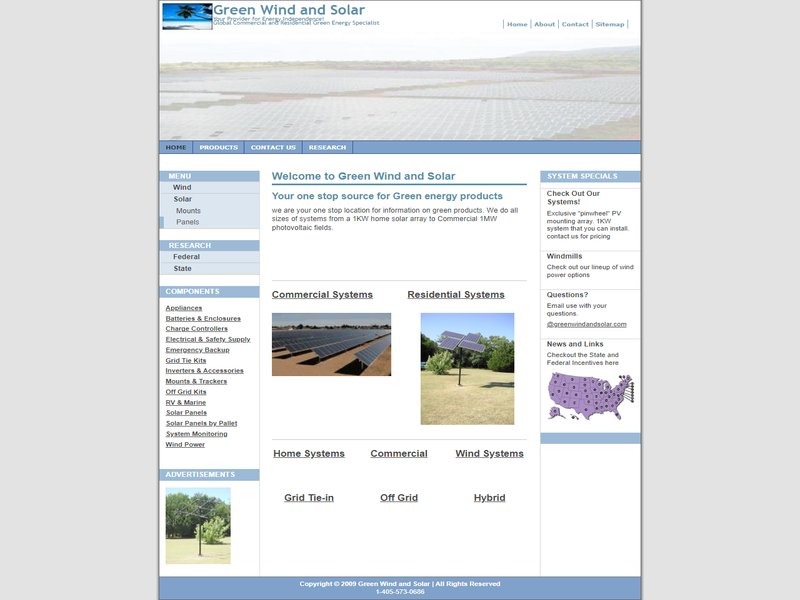 Green Wind and Solar
Your Provider for Energy Independence!
Global Commercial and Residential Green Energy Specialist
Home
About
Contact
Sitemap
HOME
PRODUCTS
CONTACT US
RESEARCH
MENU
Wind
Solar
Mounts
Panels
RESEARCH
Federal
State
COMPONENTS
Appliances
Batteries & Enclosures
Charge Controllers
Electrical & Safety Supply
Emergency Backup
Grid Tie Kits
Inverters & Accessories
Mounts & Trackers
Off Grid Kits
RV & Marine
Solar Panels
Solar Panels by Pallet
System Monitoring
Wind Power
ADVERTISEMENTS
Welcome to Green Wind and Solar
Your one stop source for Green energy products
we are your one stop location for information on green products. We do all
sizes of systems from a 1KW home solar array to Commercial 1MW
photovoltaic fields.
Commercial Systems
Residential Systems
Home Systems
Commercial
Wind Systems
Grid Tie-in
Off Grid
Hybrid
SYSTEM SPECIALS
Check Out Our
Systems!
Exclusive "pinwheel" PV
mounting array. 1KW
system that you can install.
contact us for pricing
Windmills
Check out our lineup of wind
power options
Questions?
Email use with your
questions.
@greenwindandsolar.com
News and Links
Checkout the State and
Federal Incentives here
Copyright © 2009 Green Wind and Solar | All Rights Reserved
1-405-573-0686